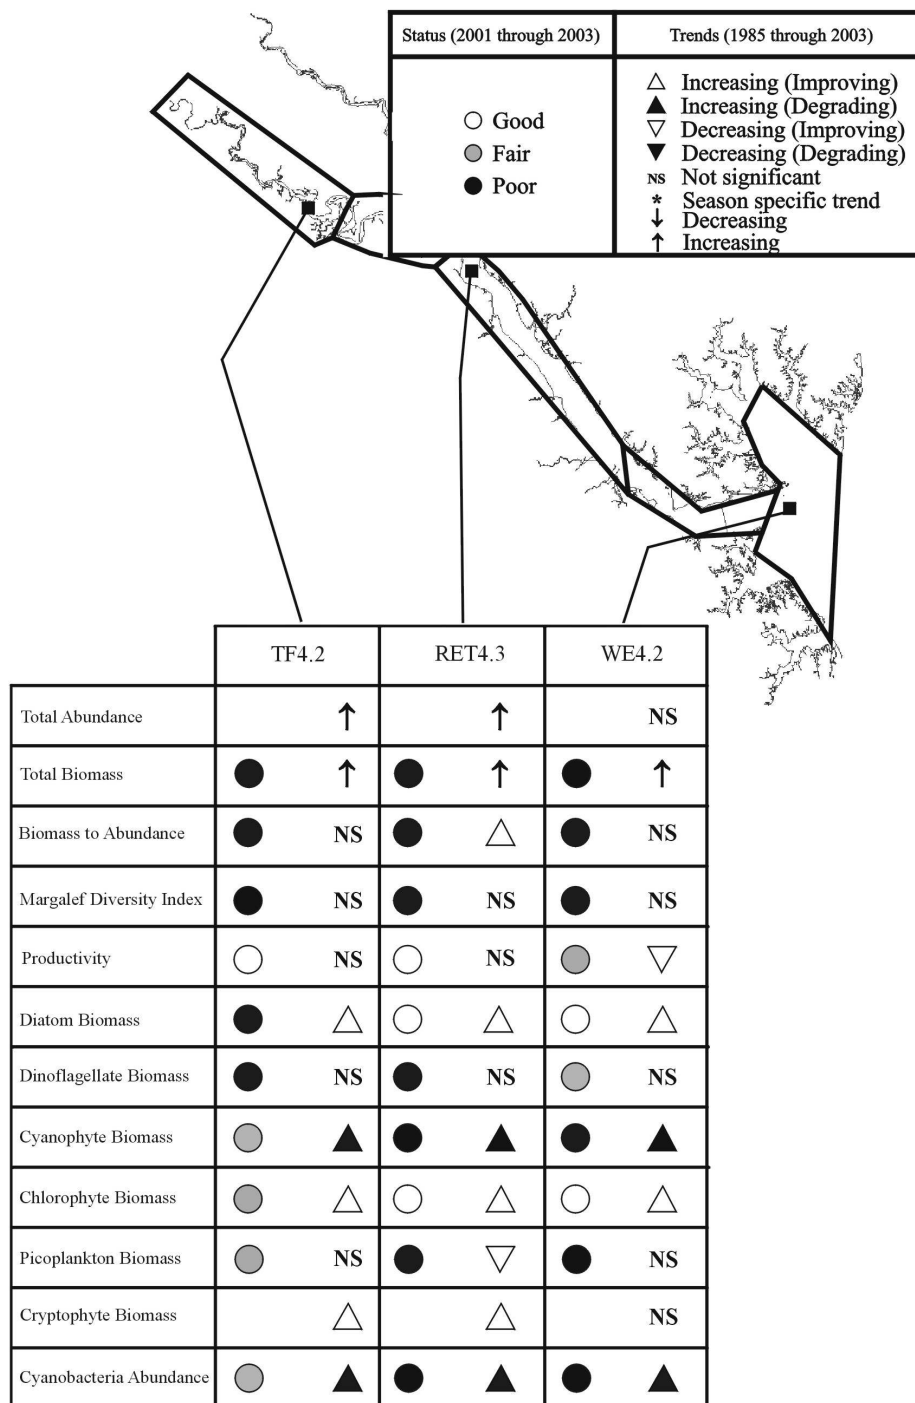 Status (2001 through 2003)
Trends (1985 through 2003)
Good
Fair
Poor
Increasing (Improving)
Increasing (Degrading)
Decreasing (Improving)
Decreasing (Degrading)
NS Not significant
* Season specific trend
↓ Decreasing
↑ Increasing
TF4.2 RET4.3 WE4.2
Total Abundance ↑ ↑ NS
Total Biomass ↑ ↑ ↑
Biomass to Abundance NS NS
Margalef Diversity Index NS NS NS
Productivity NS NS
Diatom Biomass
Dinoflagellate Biomass NS NS NS
Cyanophyte Biomass
Chlorophyte Biomass
Picoplankton Biomass NS NS
Cryptophyte Biomass NS
Cyanobacteria Abundance